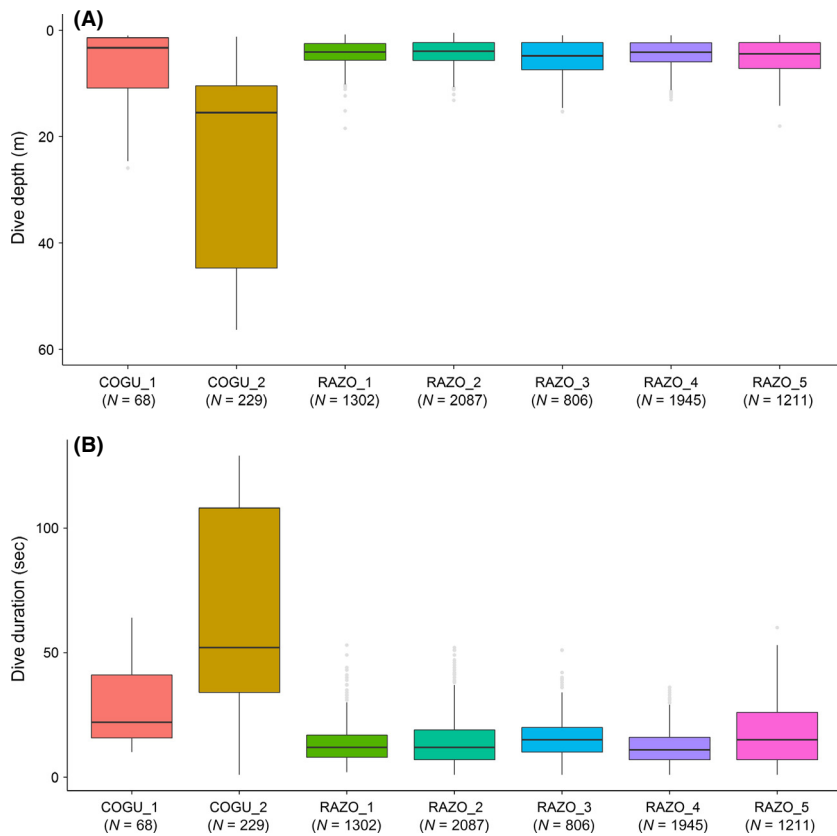 (A)
Dive depth (m)
0
20
40
60
COGU_1 COGU_2 RAZO_1 RAZO_2 RAZO_3 RAZO_4 RAZO_5
(N = 68) (N = 229) (N = 1302) (N = 2087) (N = 806) (N = 1945) (N = 1211)
(B)
Dive duration (sec)
100
50
0
COGU_1 COGU_2 RAZO_1 RAZO_2 RAZO_3 RAZO_4 RAZO_5
(N = 68) (N = 229) (N = 1302) (N = 2087) (N = 806) (N = 1945) (N = 1211)